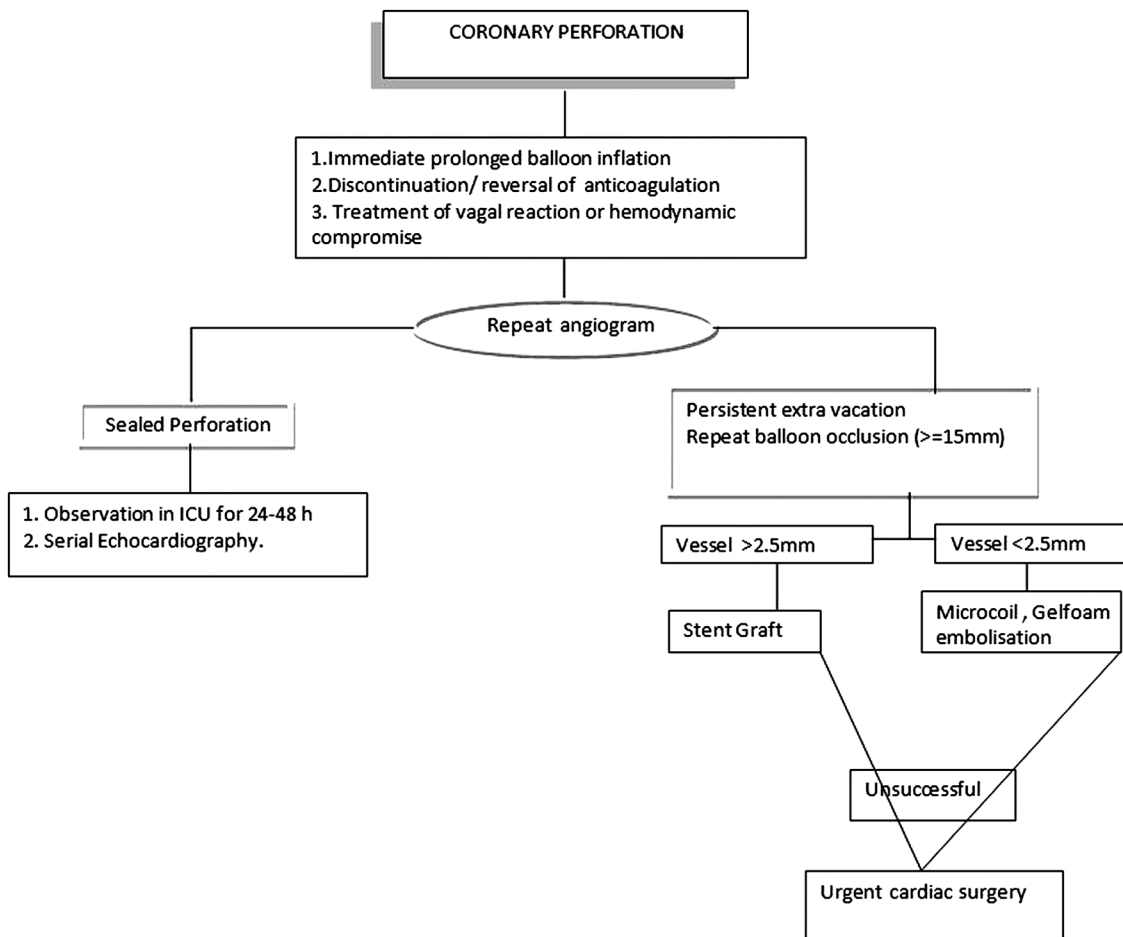 CORONARY PERFORATION
1.Immediate prolonged balloon inflation
2.Discontinuation/ reversal of anticoagulation
3. Treatment of vagal reaction or hemodynamic
compromise
Repeat angiogram
Sealed Perforation
1. Observation in ICU for 24-48 h
2. Serial Echocardiography.
Persistent extra vacation
Repeat balloon occlusion (>=15mm)
Vessel >2.5mm
Vessel <2.5mm
Stent Graft
Microcoil , Gelfoam
embolisation
Unsuccessful
Urgent cardiac surgery